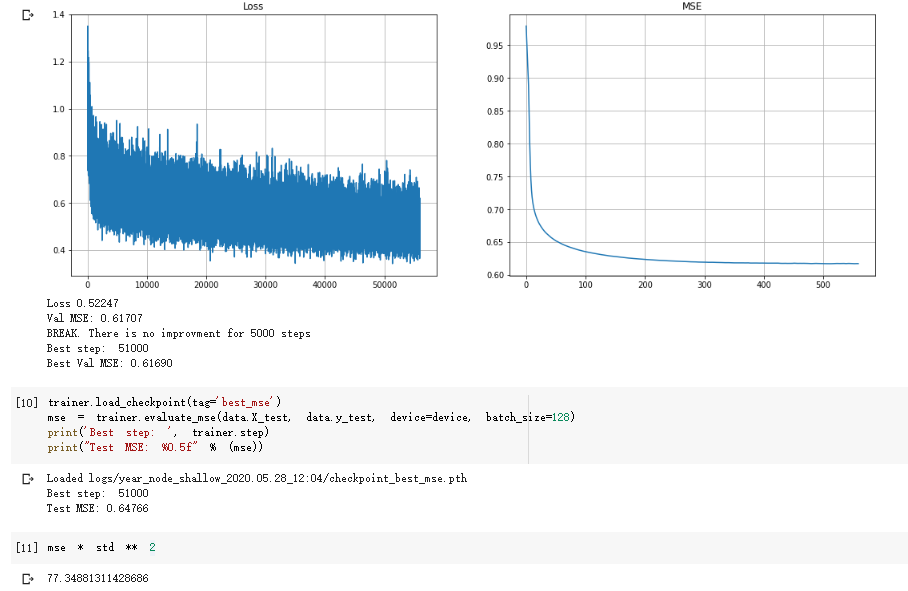 Loss
MSE
1.4
1.2
1.0
0.8
0.6
0.4
0 10000 20000 30000 40000 50000
0.95
0.90
0.85
0.80
0.75
0.70
0.65
0.60
0 100 200 300 400 500
Loss 0.52247
Val MSE: 0.61707
BREAK. There is no improvment for 5000 steps
Best step: 51000
Best Val MSE: 0.61690
[10] trainer.load_checkpoint(tag='best_mse')
mse = trainer.evaluate_mse(data.X_test, data.y_test, device=device, batch_size=128)
print('Best step: ', trainer.step)
print("Test MSE: %0.5f" % (mse))
Loaded logs/year_node_shallow_2020.05.28_12:04/checkpoint_best_mse.pth
Best step: 51000
Test MSE: 0.64766
[11] mse * std ** 2
77.34881311428686